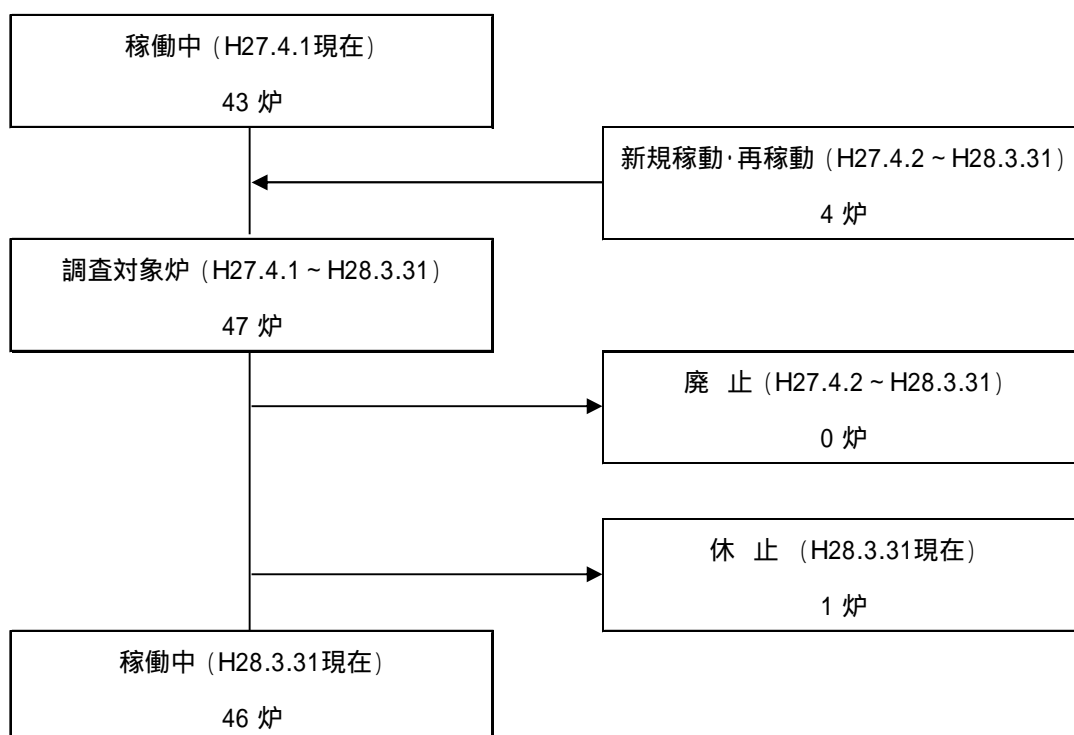 稼働中 (H27.4.1現在)
43 炉
新規稼動･再稼動 (H27.4.2 ~ H28.3.31)
4 炉
調査対象炉 (H27.4.1 ~ H28.3.31)
47 炉
廃 止 (H27.4.2 ~ H28.3.31)
0 炉
休 止 (H28.3.31現在)
1 炉
稼働中 (H28.3.31現在)
46 炉